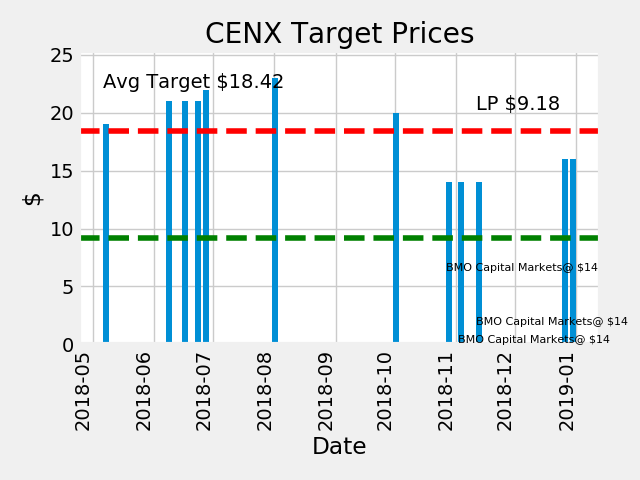 CENX Target Prices
25
Avg Target $18.42
LP $9.18
20
15
10
BMO Capital Markets@ $14
5
BMO Capital Markets@ $14
BMO Capital Markets@ $14
0
$
2018-05
2018-06
2018-07
2018-08
2018-09
2018-10
2018-11
2018-12
2019-01
Date